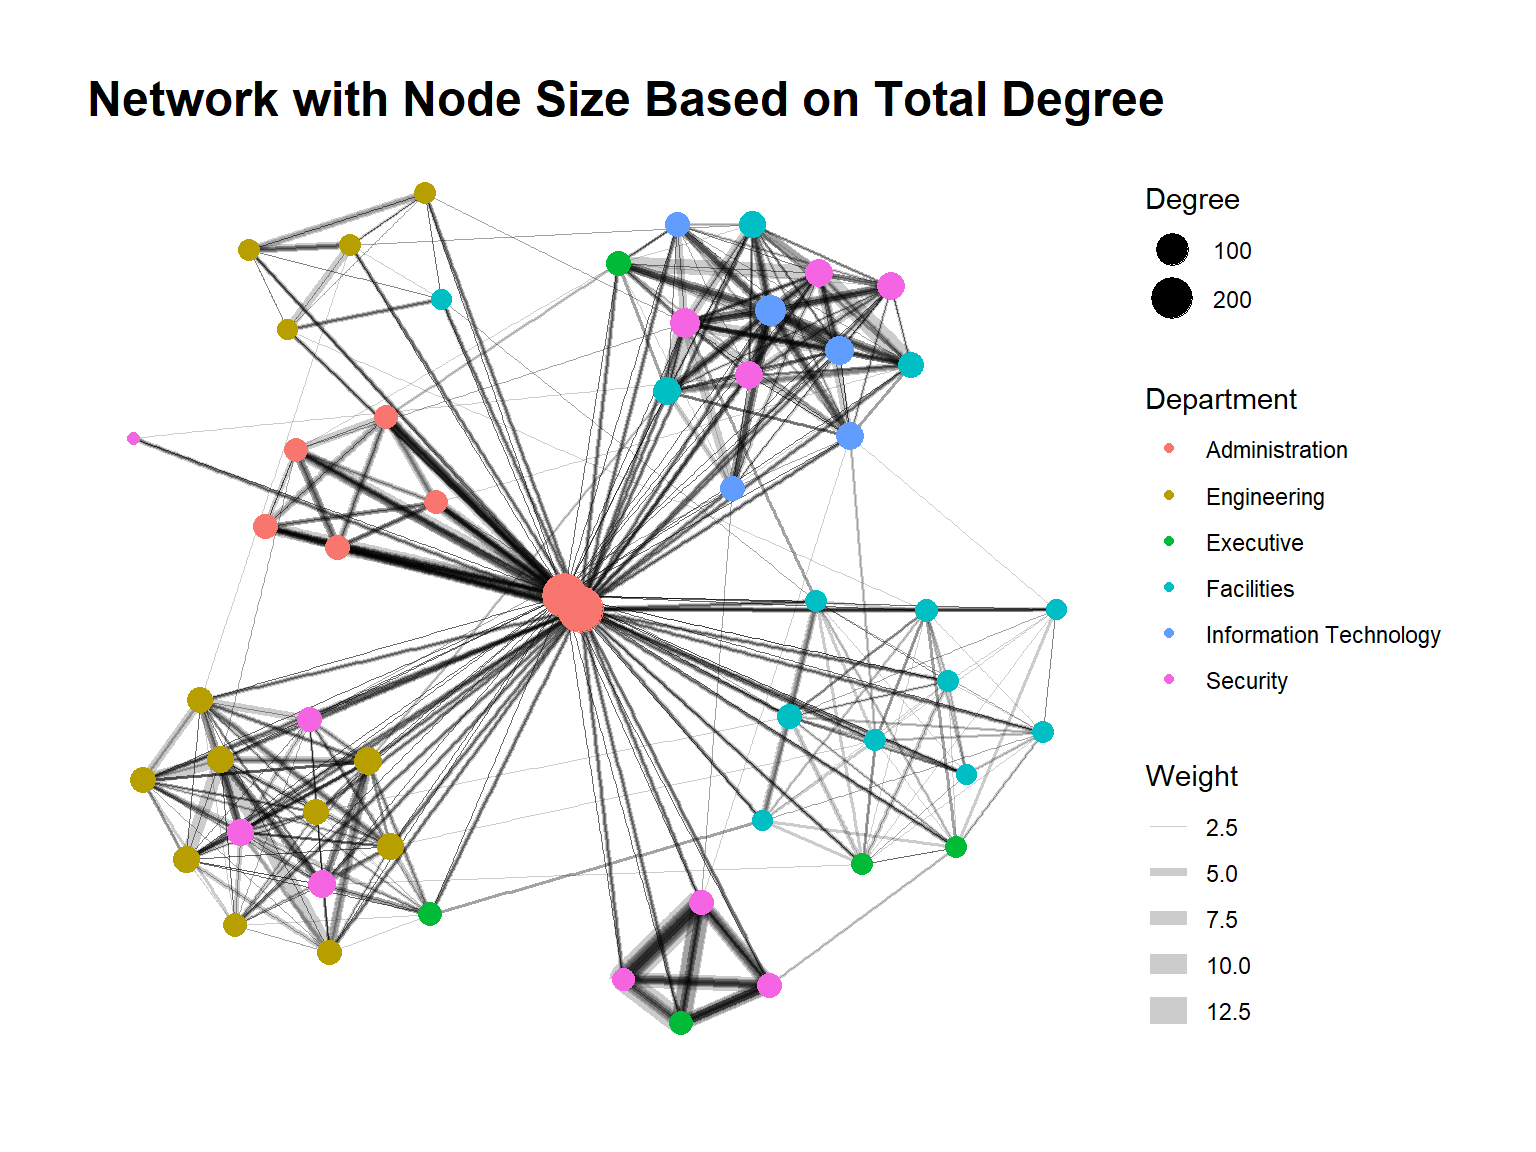 Network with Node Size Based on Total Degree
Degree
100
200
Department
Administration
Engineering
Executive
Facilities
Information Technology
Security
Weight
2.5
5.0
7.5
10.0
12.5